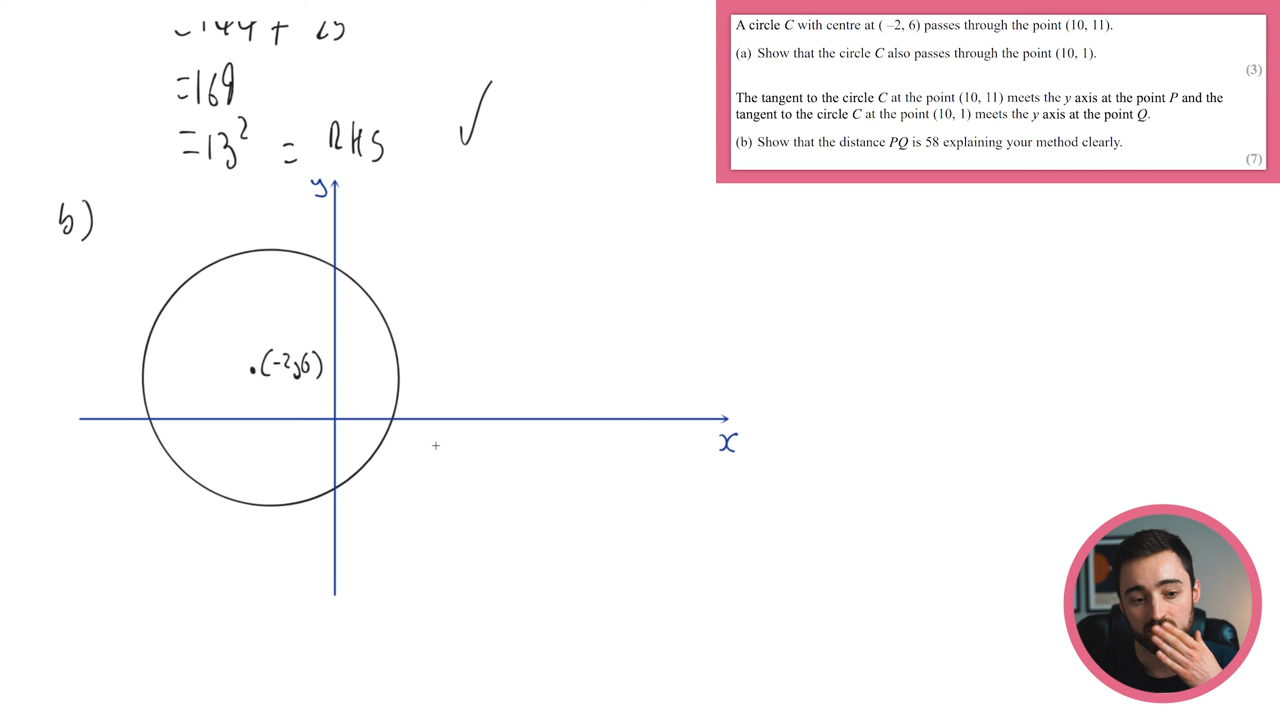 = 144 + 25
=169
=13² = RHS
A circle C with centre at ( –2, 6) passes through the point (10, 11).
(a) Show that the circle C also passes through the point (10, 1).
(3)
The tangent to the circle C at the point (10, 11) meets the y axis at the point P and the
tangent to the circle C at the point (10, 1) meets the y axis at the point Q.
(b) Show that the distance PQ is 58 explaining your method clearly.
(7)
b)
y
(-2,6)
x